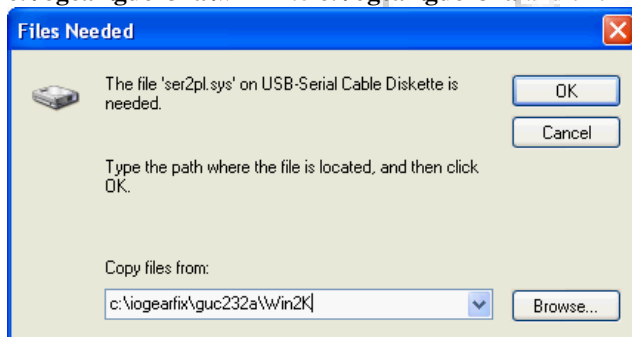 Files Needed
The file 'ser2pl.sys' on USB-Serial Cable Diskette is
needed.
OK
Cancel
Type the path where the file is located, and then click
OK.
Copy files from:
c:\iogearfix\guc232a\Win2K
Browse...